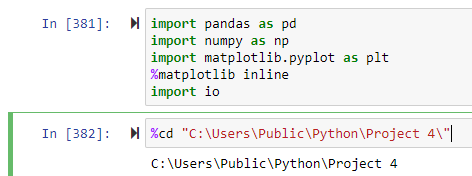 In [381]:
import pandas as pd
import numpy as np
import matplotlib.pyplot as plt
%matplotlib inline
import io
In [382]:
%cd "C:\Users\Public\Python\Project 4\"
C:\Users\Public\Python\Project 4